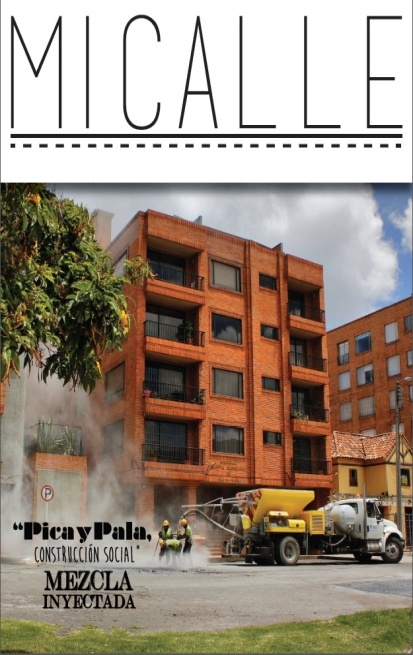 MICALLE
"Pica y Pala,
CONSTRUCCIÓN SOCIAL"
MEZCLA
INYECTADA
P